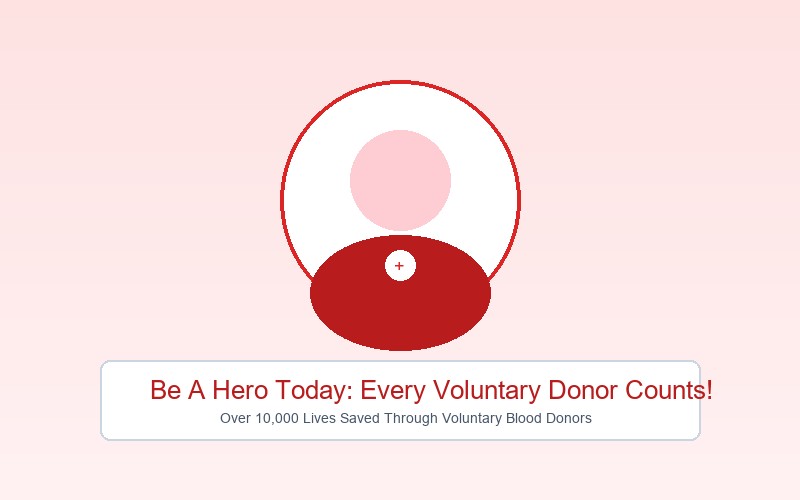 +
Be A Hero Today: Every Voluntary Donor Counts!
Over 10,000 Lives Saved Through Voluntary Blood Donors